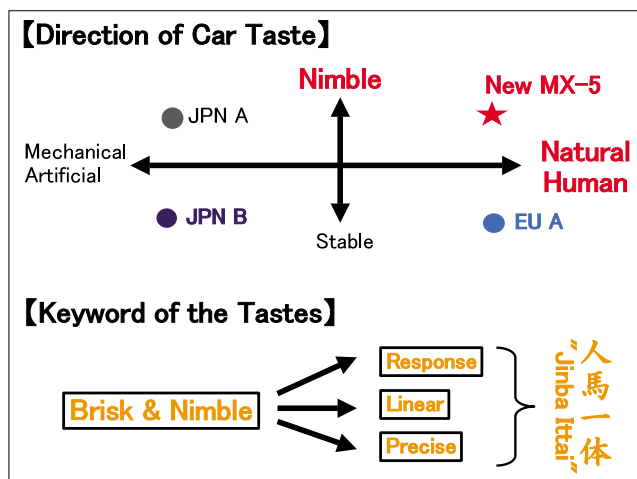 【Direction of Car Taste】
Nimble
New MX-5
JPN A
Mechanical
Artificial
Natural
Human
JPN B
EU A
Stable
【Keyword of the Tastes】
Response
Brisk & Nimble
Linear
Precise
人馬一体
"Jinba Ittai"